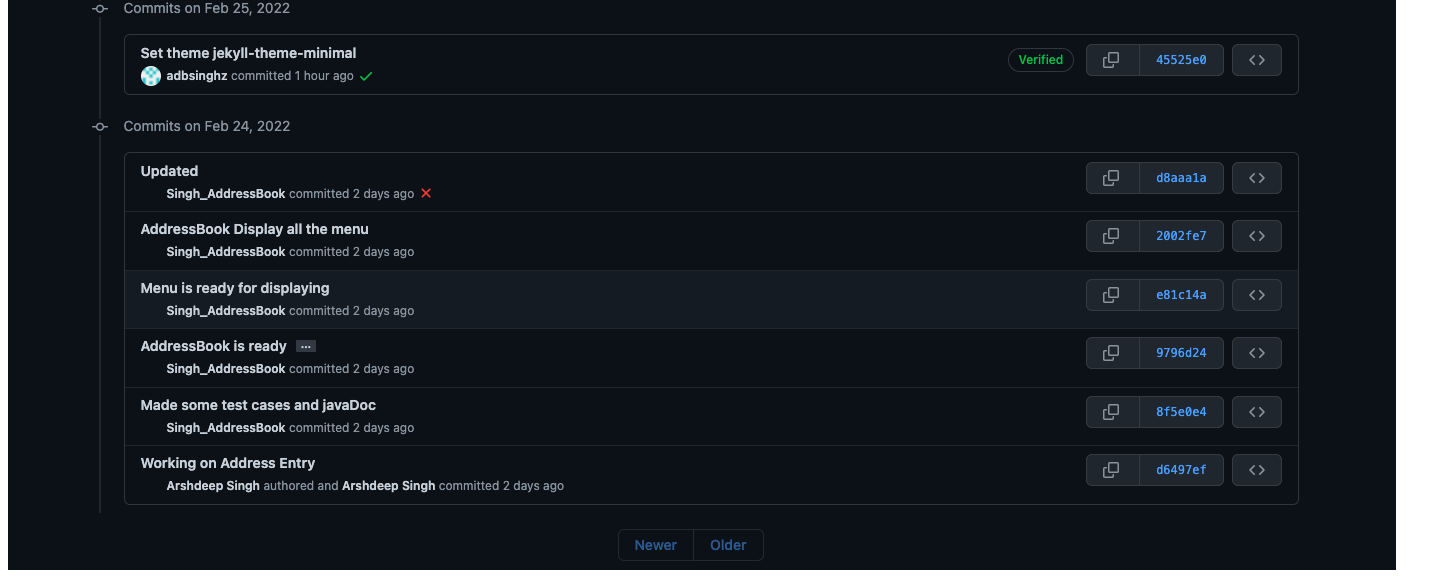 Commits on Feb 25, 2022
Set theme jekyll-theme-minimal
adbsinghz committed 1 hour ago
Verified
45525e0
Commits on Feb 24, 2022
Updated
Singh_AddressBook committed 2 days ago
d8aaa1a
AddressBook Display all the menu
Singh_AddressBook committed 2 days ago
2002fe7
Menu is ready for displaying
Singh_AddressBook committed 2 days ago
e81c14a
AddressBook is ready ...
Singh_AddressBook committed 2 days ago
9796d24
Made some test cases and javaDoc
Singh_AddressBook committed 2 days ago
8f5e0e4
Working on Address Entry
Arshdeep Singh authored and Arshdeep Singh committed 2 days ago
d6497ef
Newer Older